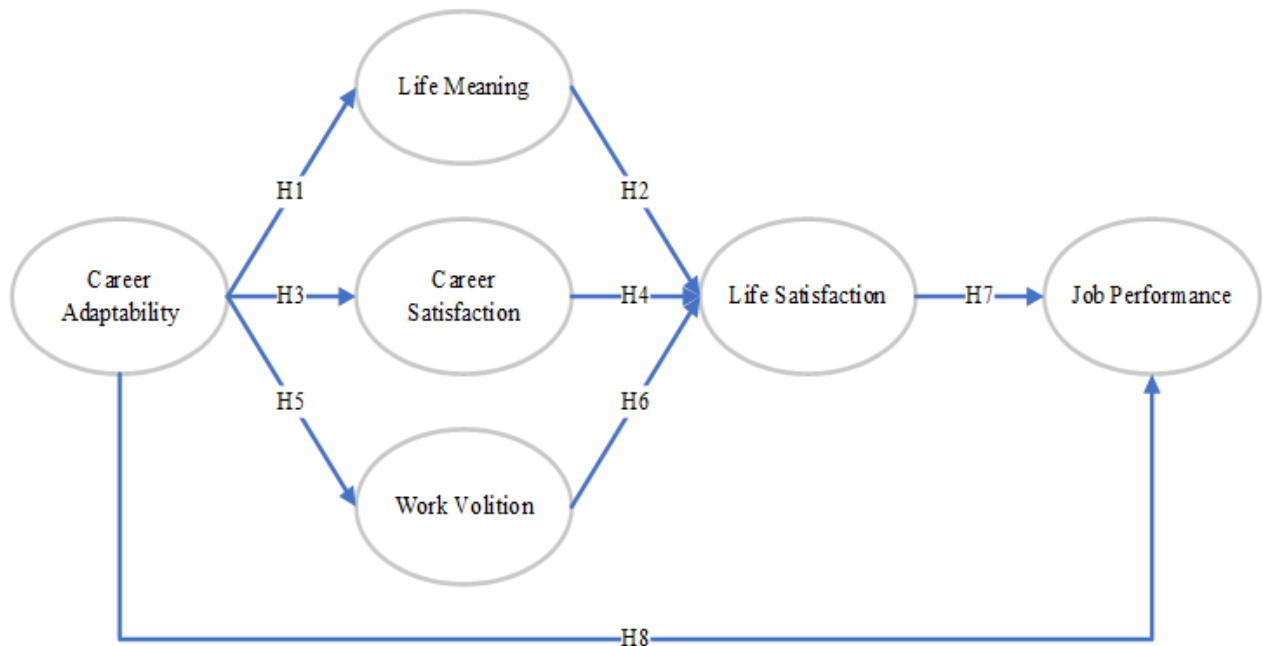 Life Meaning
H1
H2
Career
Adaptability
H3
Career
Satisfaction
H4
Life Satisfaction
H7
Job Performance
H5
H6
Work Volition
H8